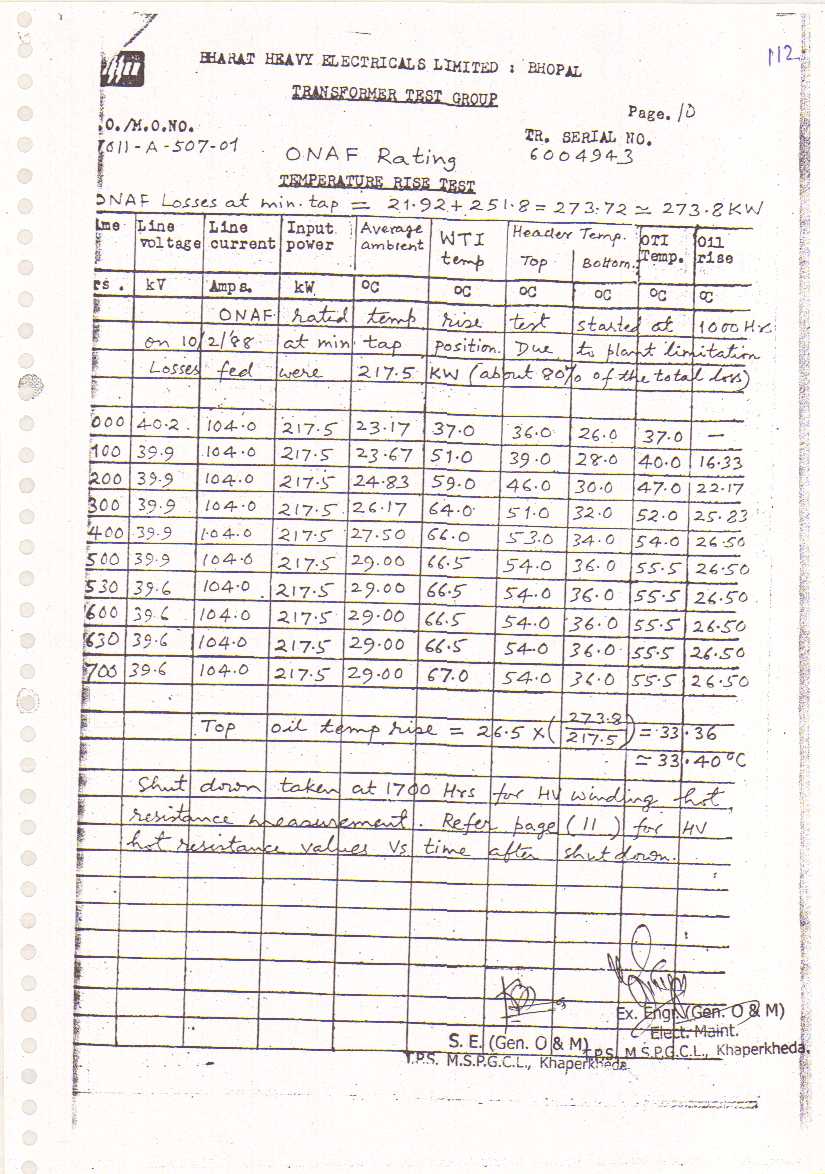 112
BHARAT HEAVY ELECTRICALS LIMITED : BHOPAL
TRANSFORMER TEST GROUP
Page. 10
.O./M.O.NO.
TR. SERIAL NO.
7011-A-507-01
6004943
ONAF Rating
TEMPERATURE RISE TEST
ONAF Losses at min. tap = 21.92 + 251.8 = 273.72 ≃ 273.8 KW
ime Line voltage Line current Input power Average ambient WTI temp Header Temp. Top Bottom. OTI Temp. Oil rise
rs. kV Amps. kW °C °C °C °C °C °C
ONAF rated temp rise test started at 1000 Hrs
on 10/2/'88 at min tap position. Due to plant limitation
Losses fed were 217.5 KW (about 80% of the total loss)
000 40.2 104.0 217.5 23.17 37.0 36.0 26.0 37.0 —
100 39.9 104.0 217.5 23.67 51.0 39.0 28.0 40.0 16.33
200 39.9 104.0 217.5 24.83 59.0 46.0 30.0 47.0 22.17
300 39.9 104.0 217.5 26.17 64.0 51.0 32.0 52.0 25.83
400 39.9 104.0 217.5 27.50 66.0 53.0 34.0 54.0 26.50
500 39.9 104.0 217.5 29.00 66.5 54.0 36.0 55.5 26.50
530 39.6 104.0 217.5 29.00 66.5 54.0 36.0 55.5 26.50
600 39.6 104.0 217.5 29.00 66.5 54.0 36.0 55.5 26.50
630 39.6 104.0 217.5 29.00 66.5 54.0 36.0 55.5 26.50
700 39.6 104.0 217.5 29.00 67.0 54.0 36.0 55.5 26.50
Top oil temp rise = 26.5 X (273.8/217.5) = 33.36
≃ 33.40 °C
Shut down taken at 1700 Hrs for HV winding hot
resistance measurement. Refer page (11) for HV
hot resistance values Vs time after shut down.
Ex. Engr. (Gen. O & M)
Elect. Maint.
S. E. (Gen. O & M)
T.P.S. M.S.P.G.C.L., Khaperkheda.
T.P.S. M.S.P.G.C.L., Khaperkheda.